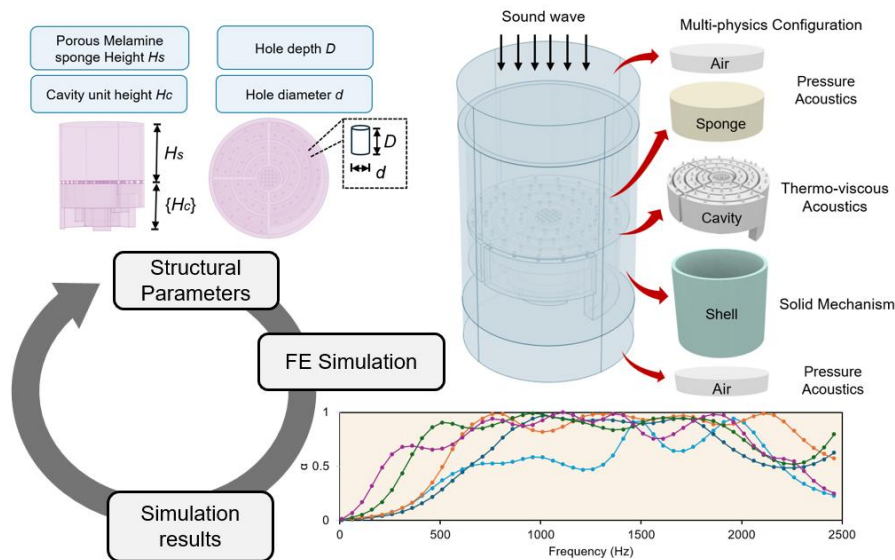 Porous Melamine
sponge Height Hs
Hole depth D
Cavity unit height Hc
Hole diameter d
Hs
{Hc}
D
d
Structural
Parameters
FE Simulation
Simulation
results
Sound wave
Multi-physics Configuration
Air
Pressure
Acoustics
Sponge
Cavity
Thermo-viscous
Acoustics
Shell
Solid Mechanism
Air
Pressure
Acoustics
α
1
0.5
1
0
500
1000
1500
2000
2500
Frequency (Hz)